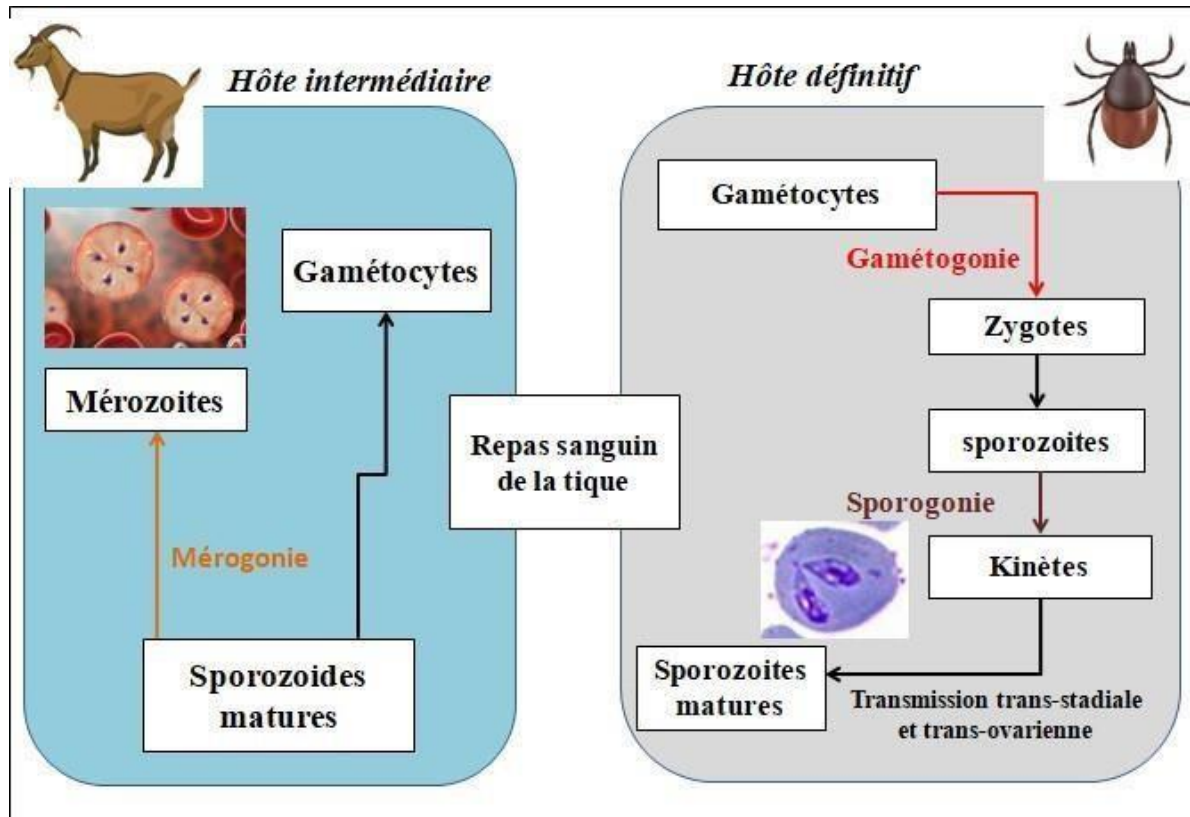 Hôte intermédiaire
Gamétocytes
Mérozoites
Mérogonie
Sporozoides
matures
Repas sanguin
de la tique
Hôte définitif
Gamétocytes
Gamétogonie
Zygotes
sporozoites
Sporogonie
Kinètes
Sporozoites
matures
Transmission trans-stadiale
et trans-ovarienne